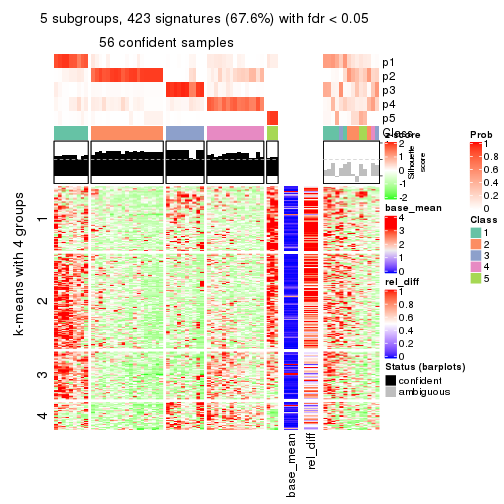 5 subgroups, 423 signatures (67.6%) with fdr < 0.05
56 confident samples
p1
p2
p3
p4
p5
Class
k-means with 4 groups
1
2
3
4
base_mean
rel_diff
z-score
2
1
0
-1
-2
Silhouette
score
base_mean
4
3
2
1
0
rel_diff
1
0.8
0.6
0.4
0.2
0
Status (barplots)
confident
ambiguous
Prob
1
0.8
0.6
0.4
0.2
0
Class
1
2
3
4
5